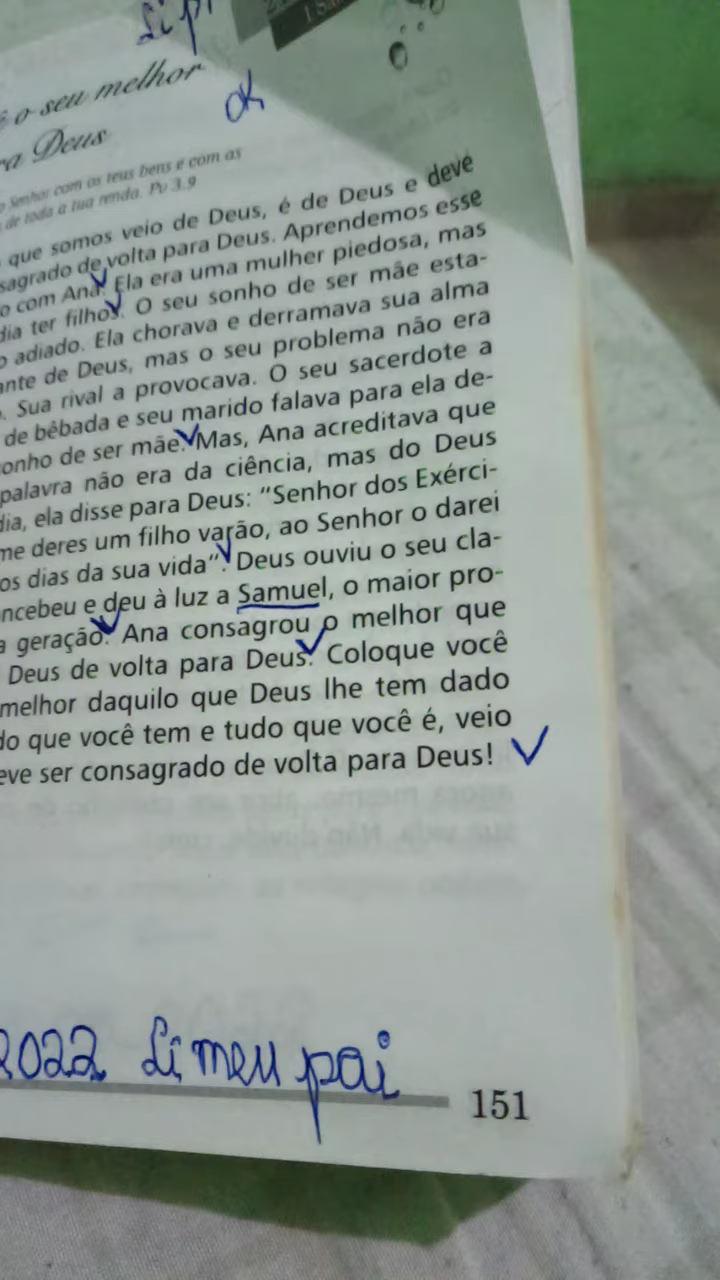 Li p
1 Sa
o seu melhor
OK
ra Deus
Senhor com os teus bens e com as
de toda a tua renda. Pv 3.9
que somos veio de Deus, é de Deus e deve
sagrado de volta para Deus. Aprendemos esse
o com Ana. Ela era uma mulher piedosa, mas
dia ter filhos. O seu sonho de ser mãe esta-
o adiado. Ela chorava e derramava sua alma
ante de Deus, mas o seu problema não era
. Sua rival a provocava. O seu sacerdote a
de bêbada e seu marido falava para ela de-
onho de ser mãe. Mas, Ana acreditava que
palavra não era da ciência, mas do Deus
dia, ela disse para Deus: "Senhor dos Exérci-
me deres um filho varão, ao Senhor o darei
os dias da sua vida". Deus ouviu o seu cla-
ncebeu e deu à luz a Samuel, o maior pro-
a geração. Ana consagrou o melhor que
Deus de volta para Deus. Coloque você
melhor daquilo que Deus lhe tem dado
do que você tem e tudo que você é, veio
eve ser consagrado de volta para Deus!
2022 Li meu pai
151